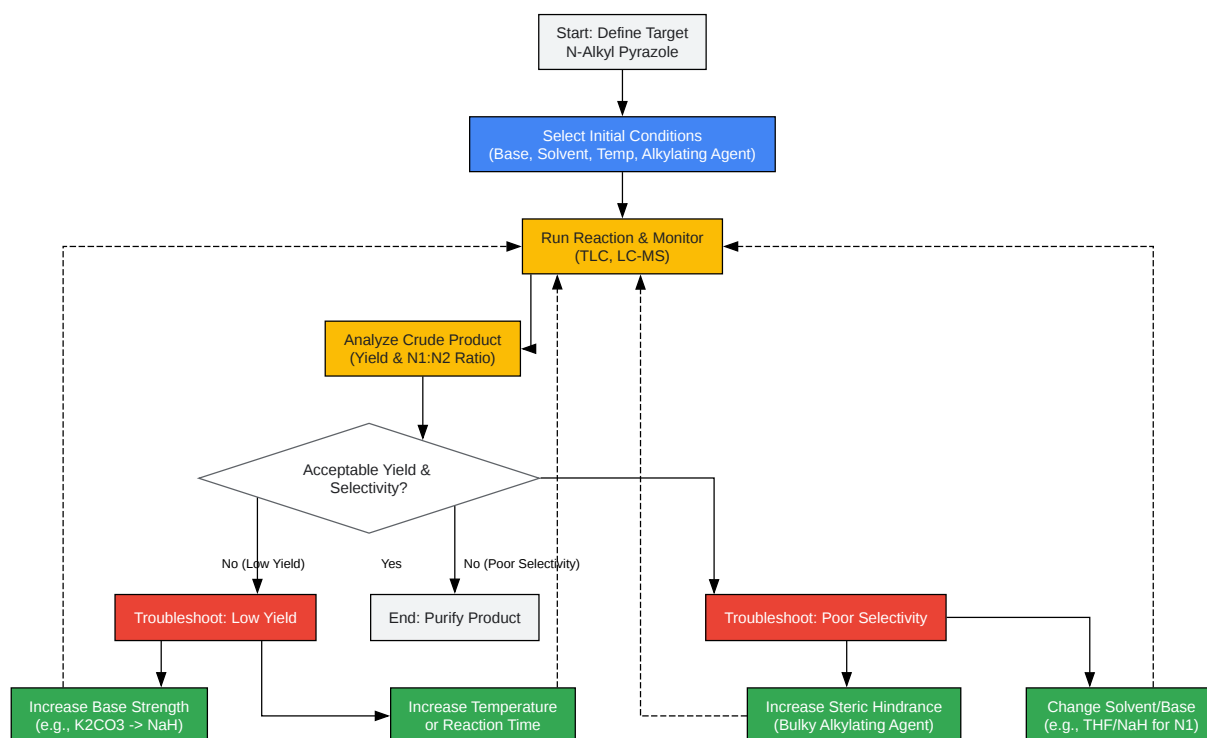 Start: Define Target
N-Alkyl Pyrazole
Select Initial Conditions
(Base, Solvent, Temp, Alkylating Agent)
Run Reaction & Monitor
(TLC, LC-MS)
Analyze Crude Product
(Yield & N1:N2 Ratio)
Acceptable Yield &
Selectivity?
No (Low Yield)
Yes
No (Poor Selectivity)
Troubleshoot: Low Yield
End: Purify Product
Troubleshoot: Poor Selectivity
Increase Base Strength
(e.g., K2CO3 -> NaH)
Increase Temperature
or Reaction Time
Increase Steric Hindrance
(Bulky Alkylating Agent)
Change Solvent/Base
(e.g., THF/NaH for N1)